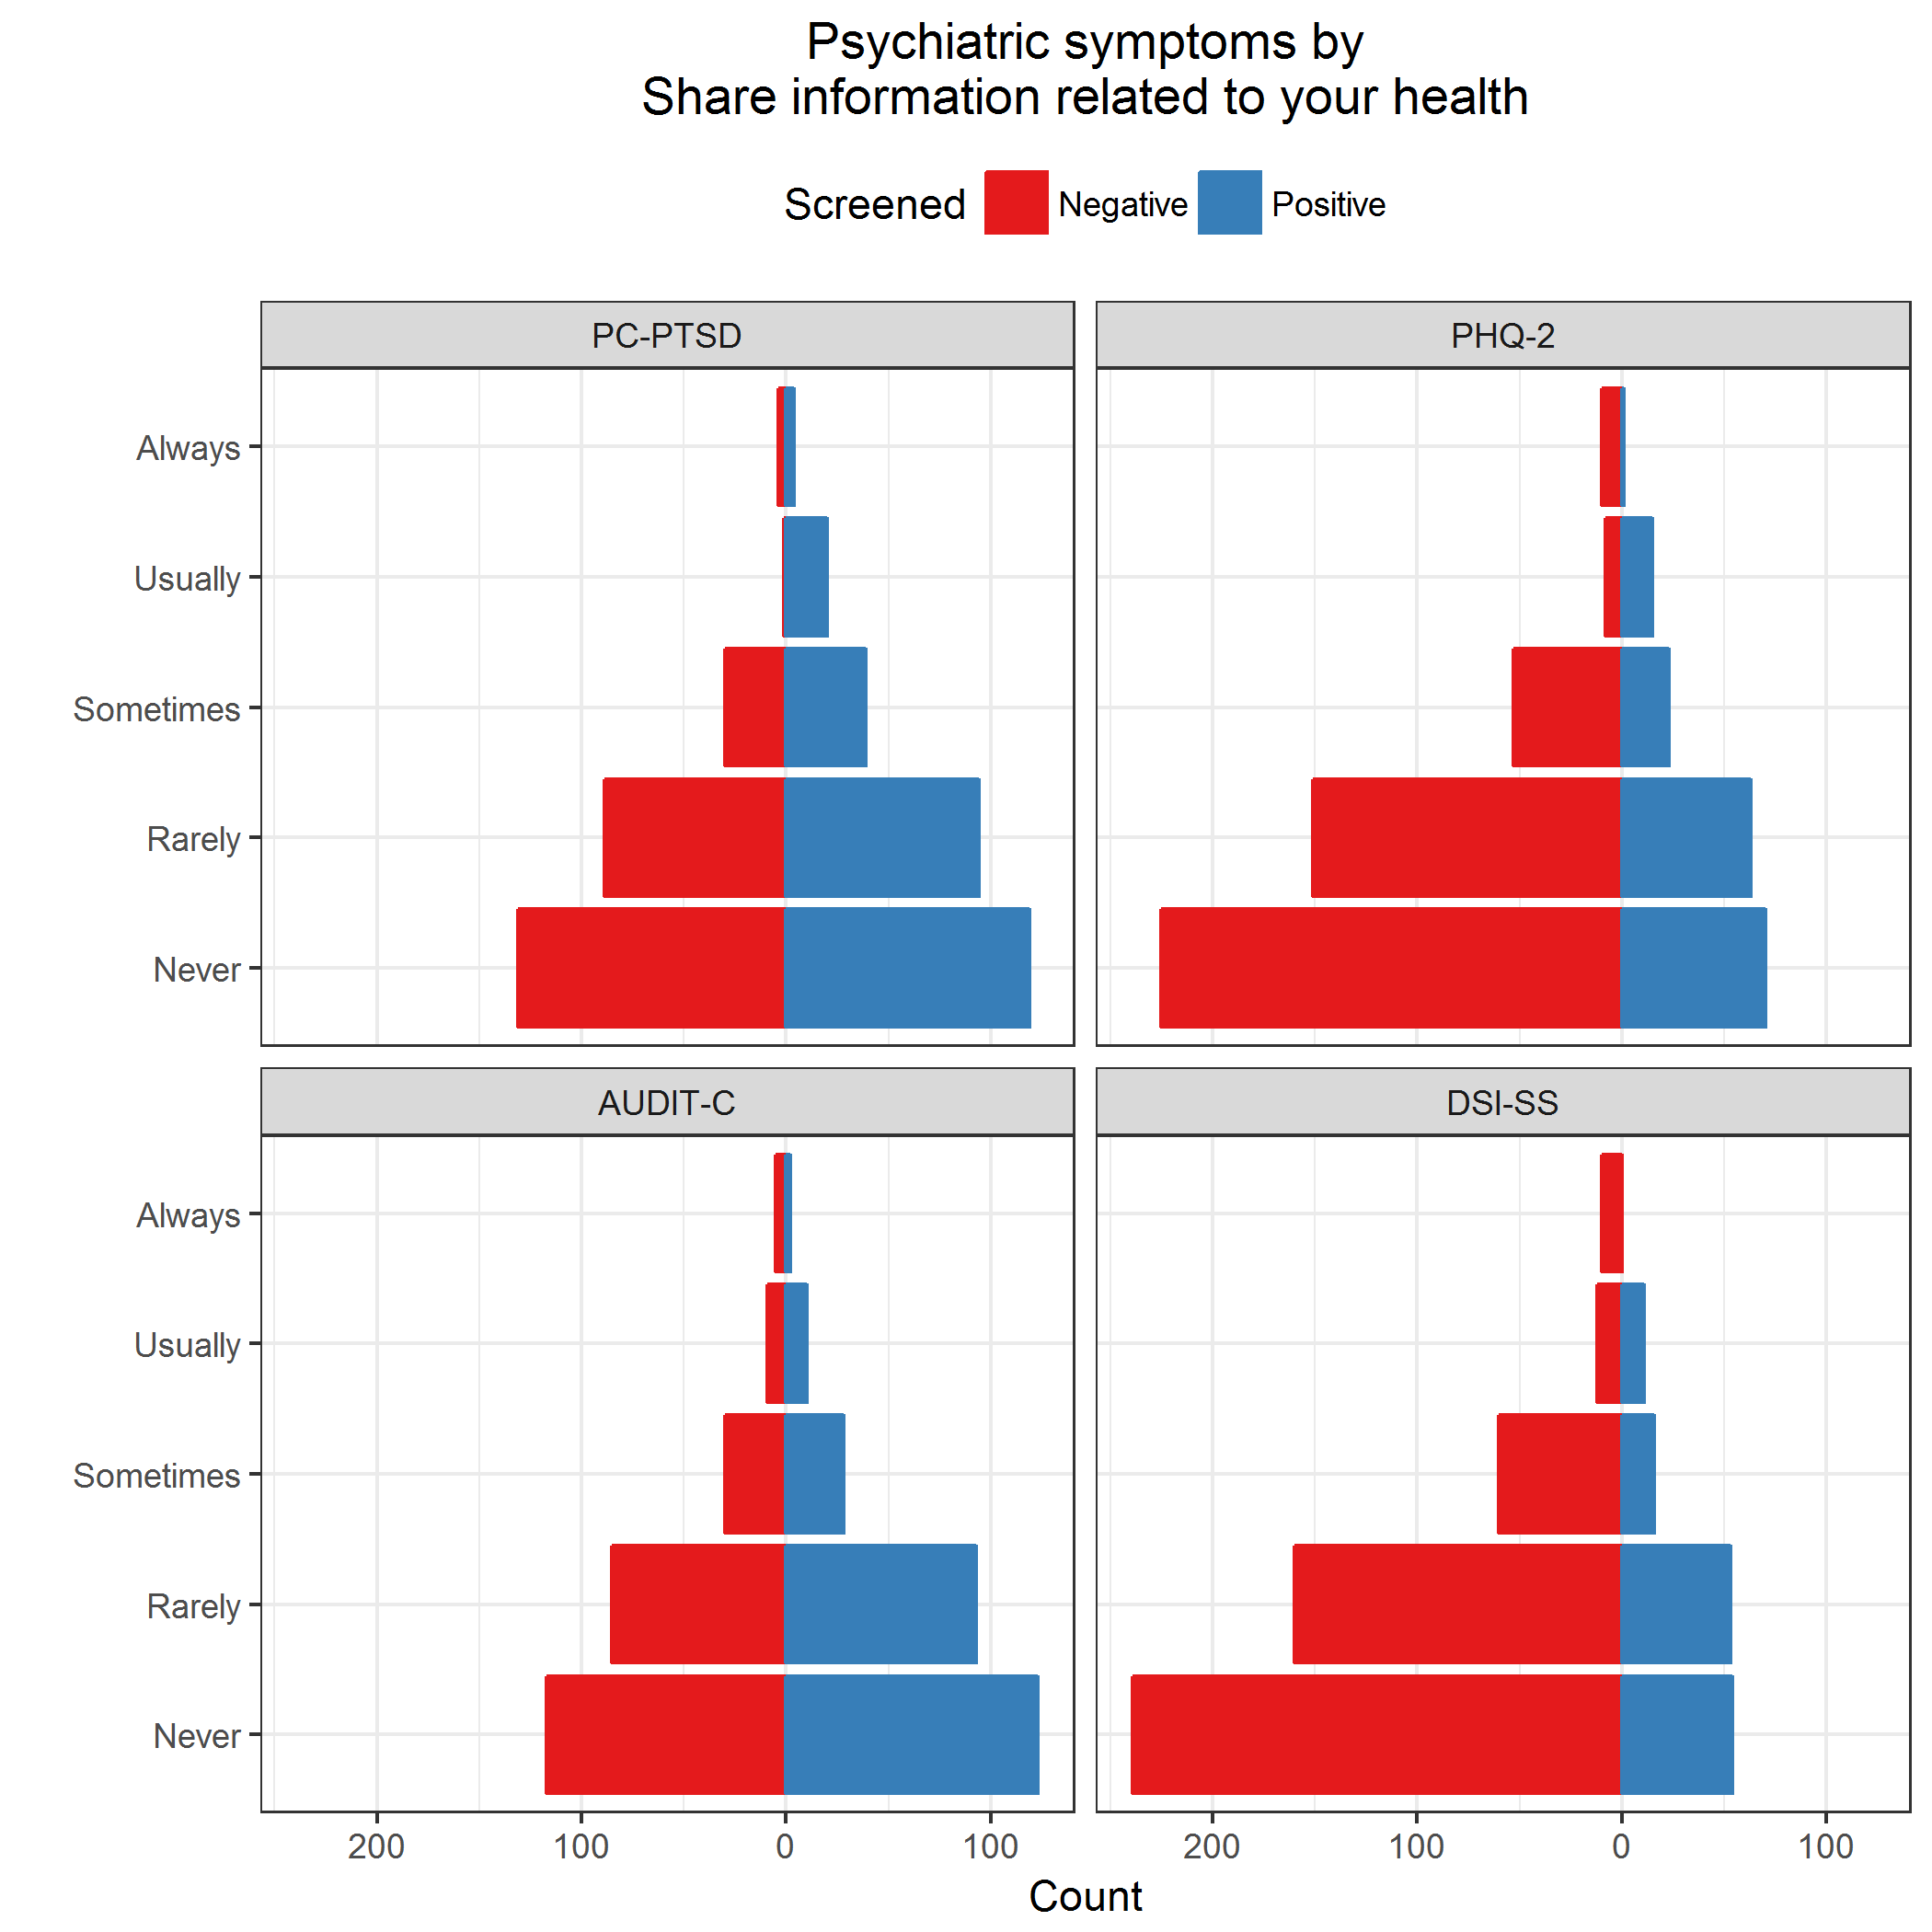 Psychiatric symptoms by
Share information related to your health
Screened Negative Positive
PC-PTSD PHQ-2
Always
Usually
Sometimes
Rarely
Never
AUDIT-C DSI-SS
Always
Usually
Sometimes
Rarely
Never
200 100 0 100 200 100 0 100
Count